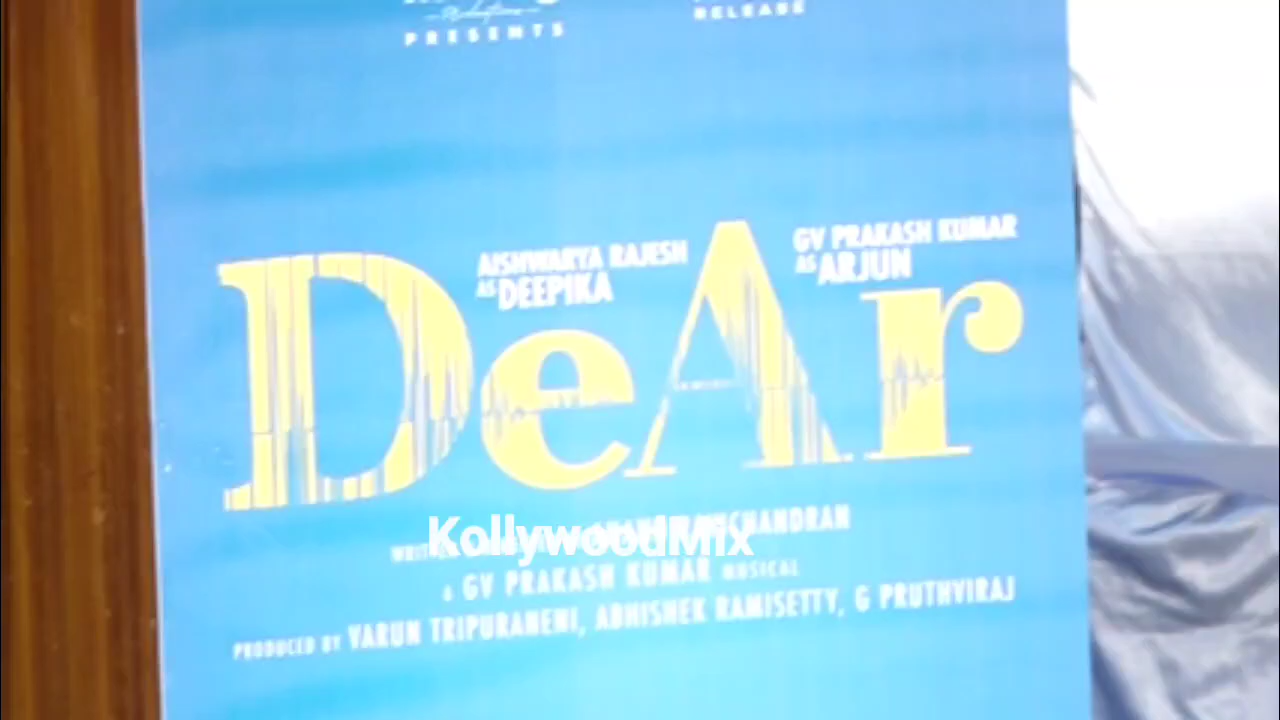 PRESENTS
RELEASE
AISHWARYA RAJESH
AS DEEPIKA
GV PRAKASH KUMAR
AS ARJUN
DeAr
KollywoodMix
A GV PRAKASH KUMAR MUSICAL
PRODUCED BY VARUN TRIPURANENI, ABHISHEK RAMISETTY, G PRUTHVIRAJ